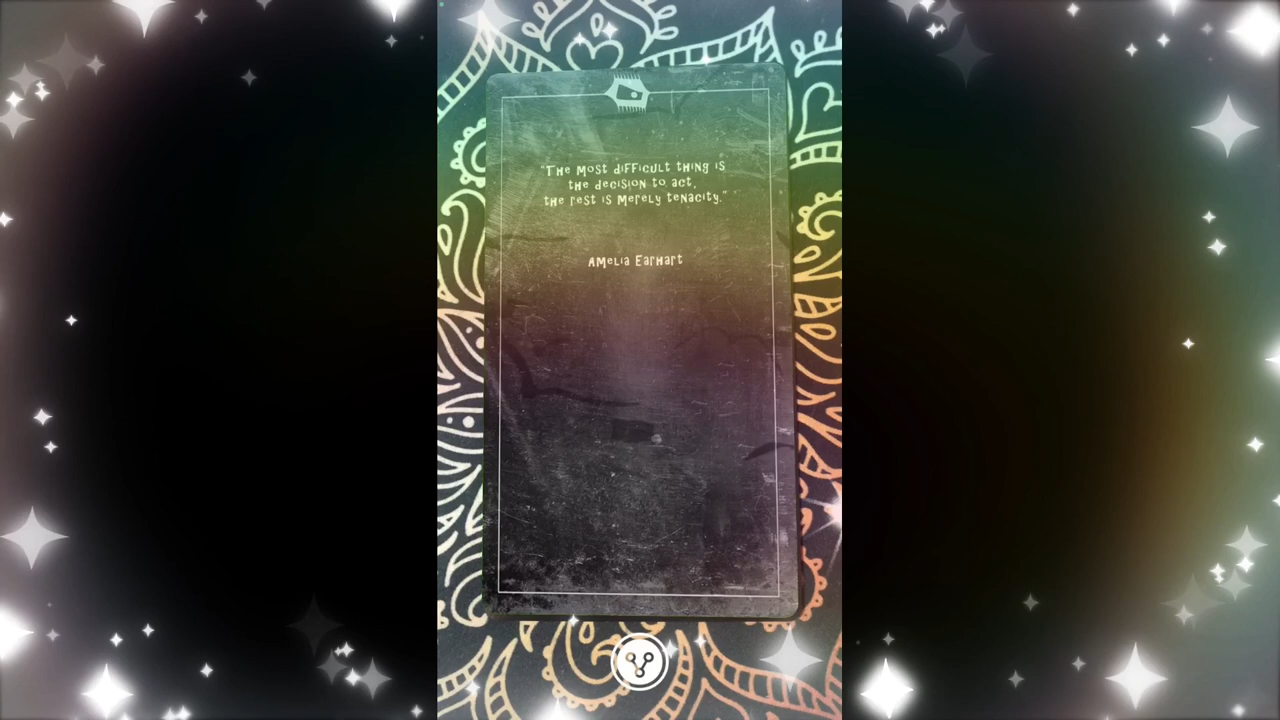 "The most difficult thing is
the decision to act,
the rest is merely tenacity."
Amelia Earhart